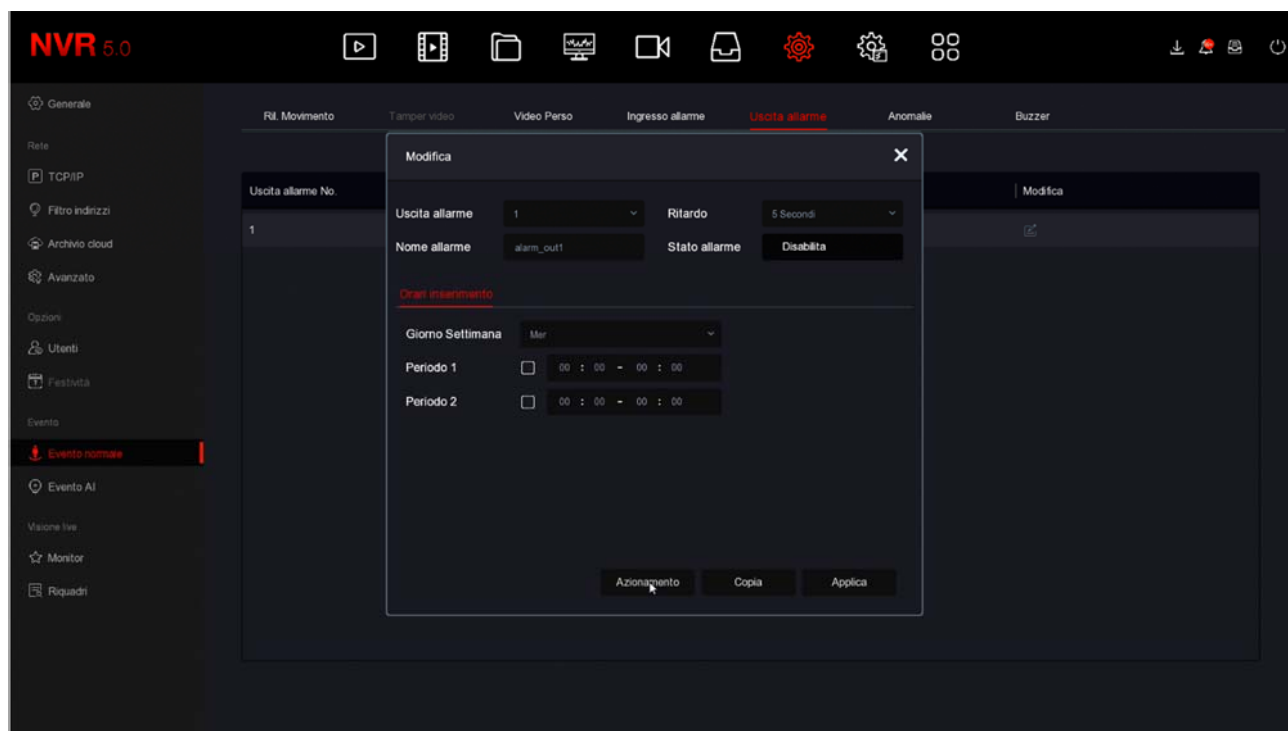 NVR 5.0
Generale
Rete
TCP/IP
Filtro indirizzi
Archivio cloud
Avanzato
Opzioni
Utenti
Festività
Evento
Evento normale
Evento AI
Visione live
Monitor
Riquadri
Ril. Movimento Tamper video Video Perso Ingresso allarme Uscita allarme Anomalie Buzzer
Uscita allarme No. Modifica
1
Modifica
Uscita allarme 1 Ritardo 5 Secondi
Nome allarme alarm_out1 Stato allarme Disabilita
Orari inserimento
Giorno Settimana Mer
Periodo 1 00 : 00 - 00 : 00
Periodo 2 00 : 00 - 00 : 00
Azionamento Copia Applica